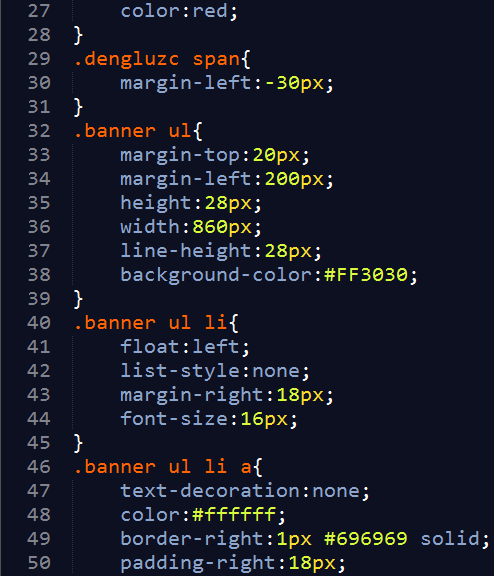 27 color:red;
28 }
29 .dengluzc span{
30 margin-left:-30px;
31 }
32 .banner ul{
33 margin-top:20px;
34 margin-left:200px;
35 height:28px;
36 width:860px;
37 line-height:28px;
38 background-color:#FF3030;
39 }
40 .banner ul li{
41 float:left;
42 list-style:none;
43 margin-right:18px;
44 font-size:16px;
45 }
46 .banner ul li a{
47 text-decoration:none;
48 color:#ffffff;
49 border-right:1px #696969 solid;
50 padding-right:18px;